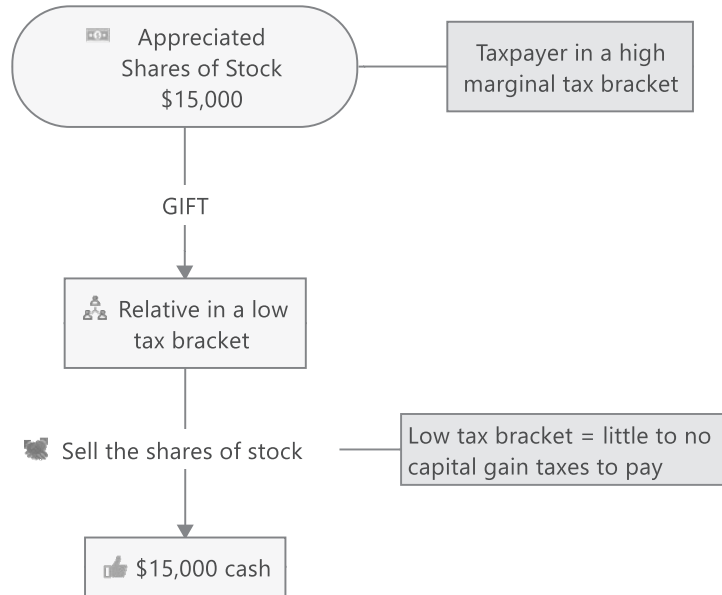 Appreciated
Shares of Stock
$15,000
Taxpayer in a high
marginal tax bracket
GIFT
Relative in a low
tax bracket
Sell the shares of stock
Low tax bracket = little to no
capital gain taxes to pay
$15,000 cash